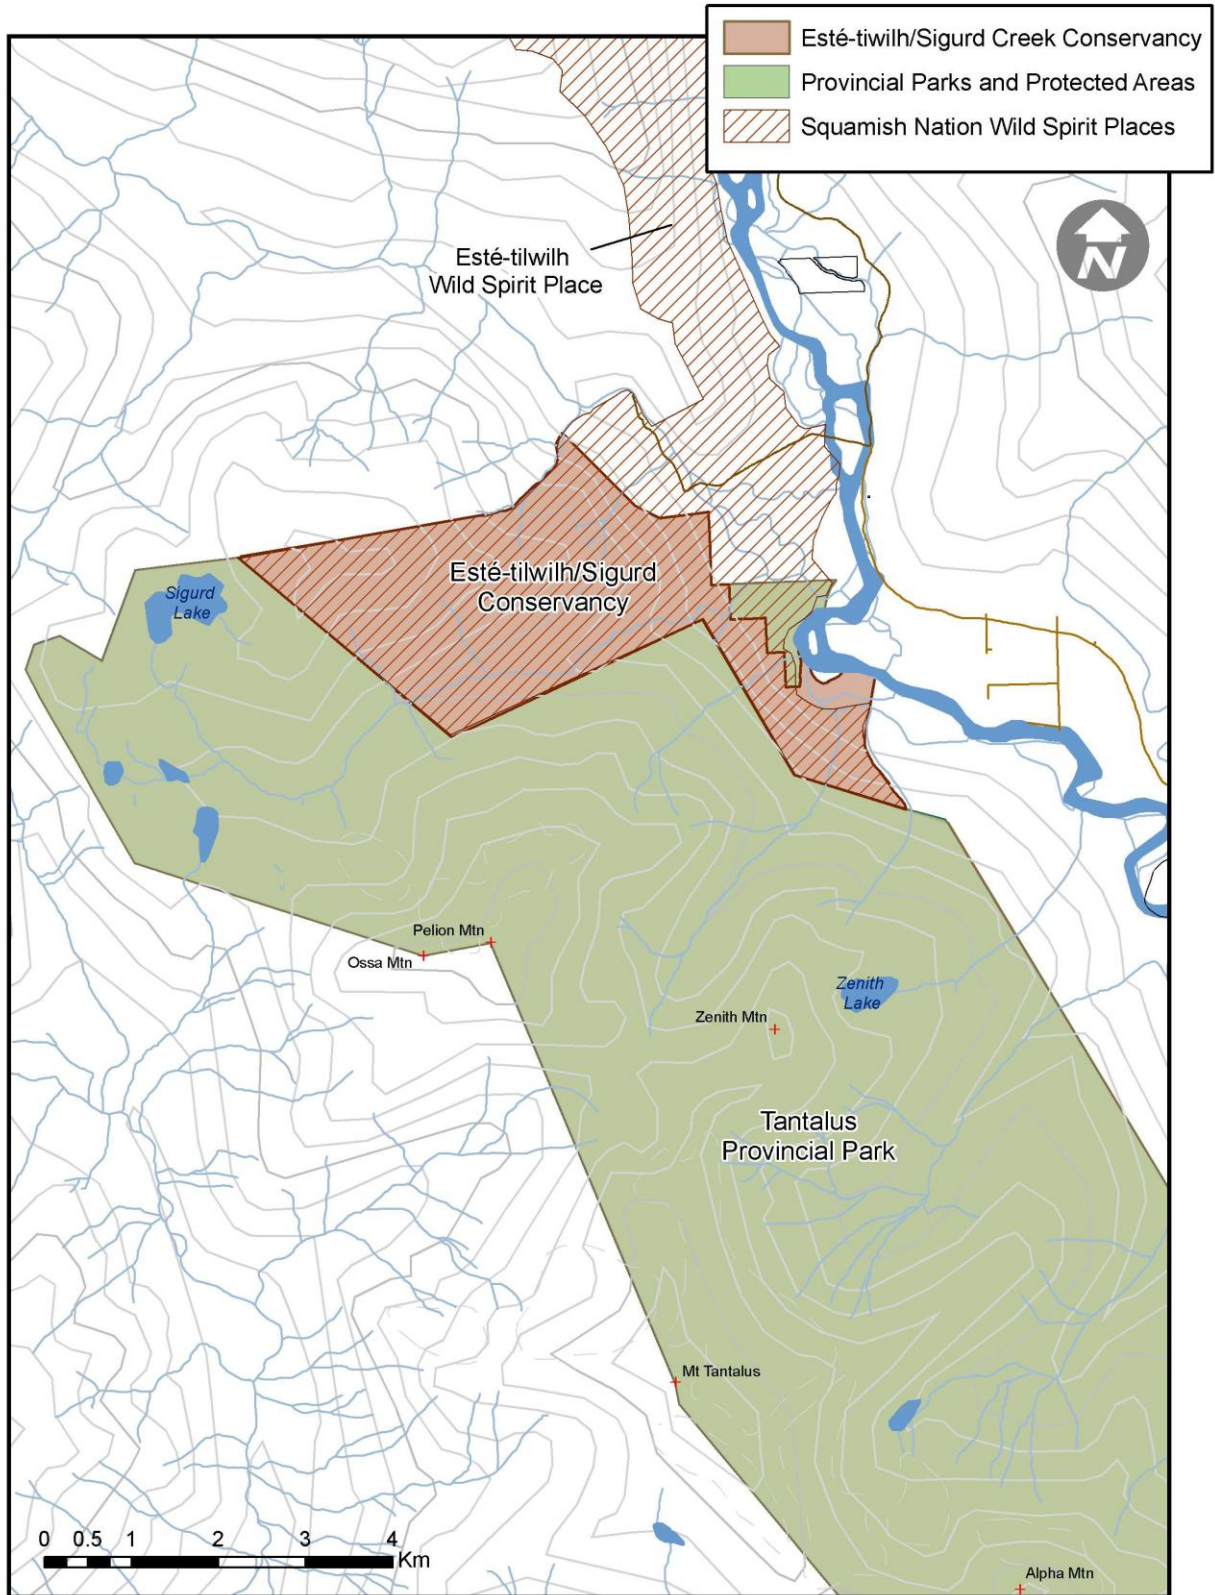 Esté-tiwilh/Sigurd Creek Conservancy
Provincial Parks and Protected Areas
Squamish Nation Wild Spirit Places
N
Esté-tilwilh
Wild Spirit Place
Esté-tilwilh/Sigurd
Conservancy
Sigurd
Lake
Pelion Mtn
Ossa Mtn
Zenith
Lake
Zenith Mtn
Tantalus
Provincial Park
Mt Tantalus
0 0.5 1 2 3 4
Km
Alpha Mtn